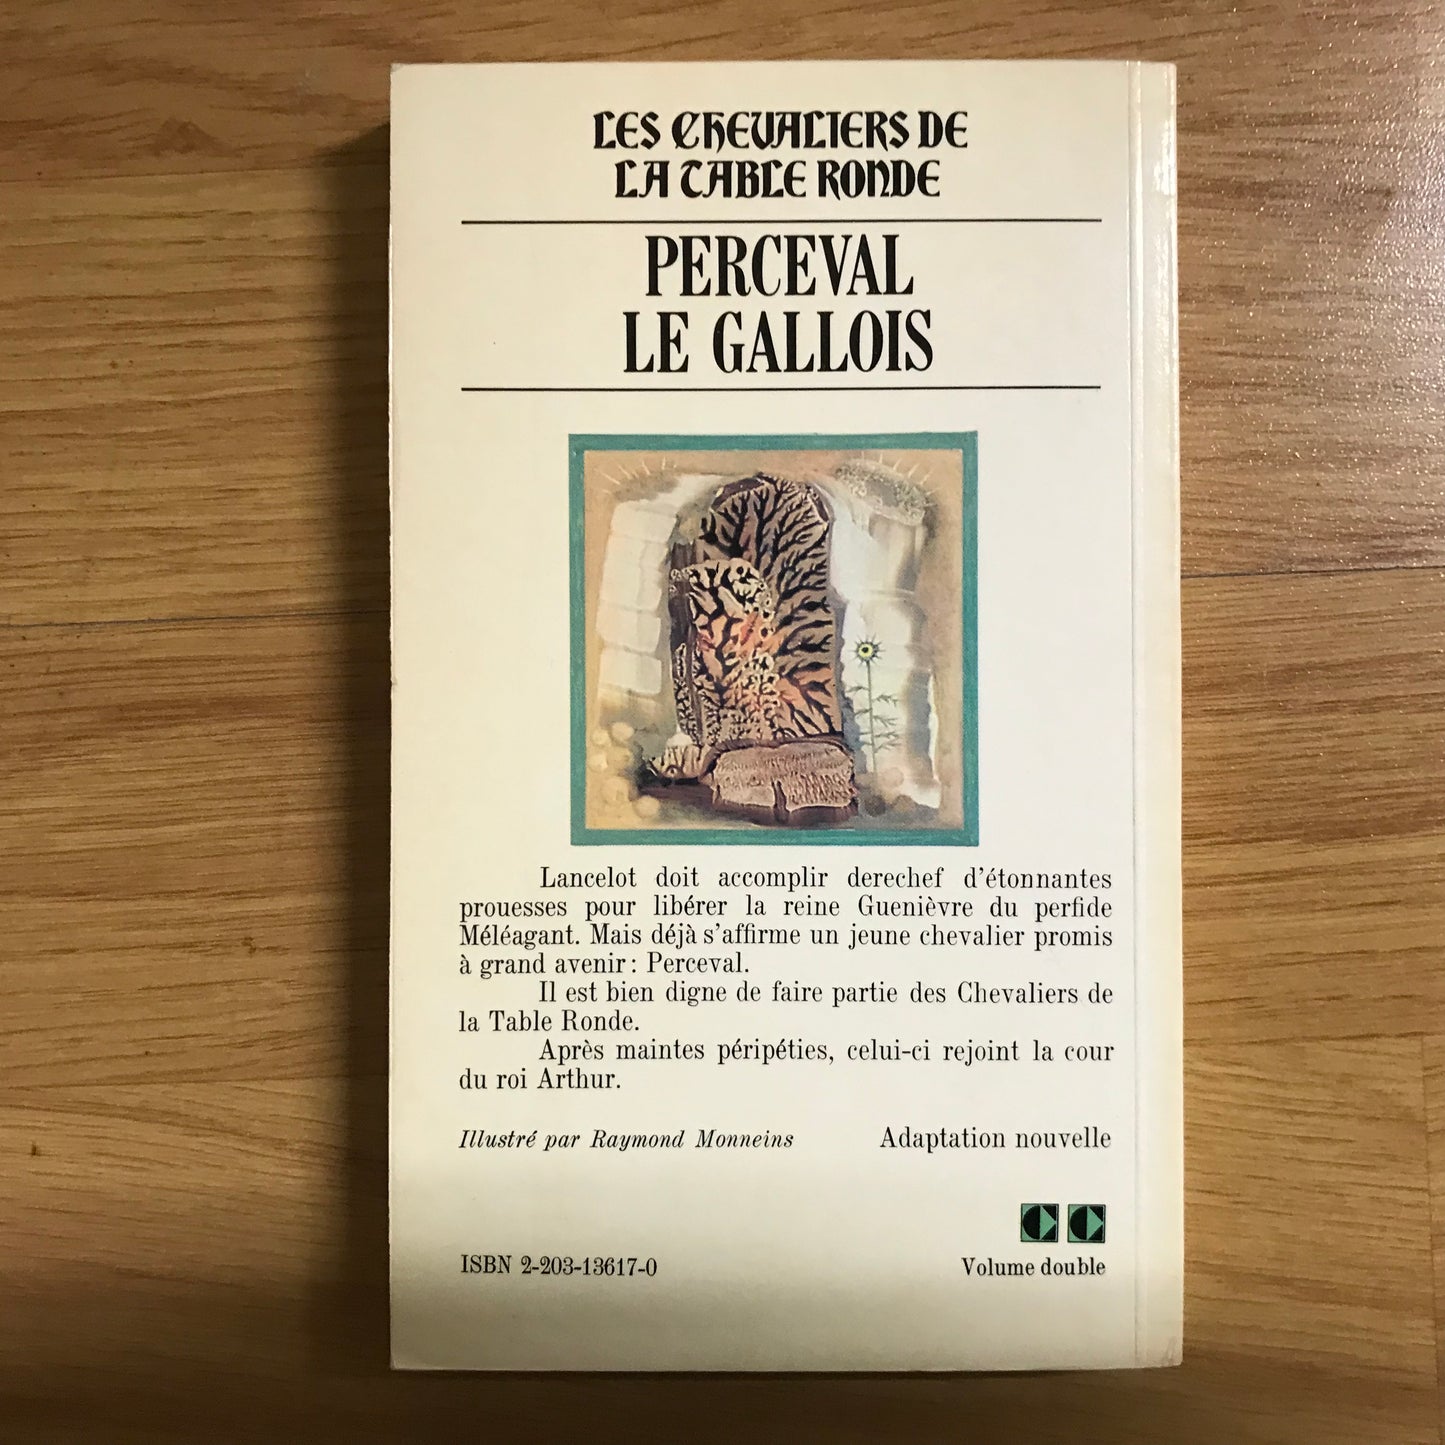 LES CHEVALIERS DE
LA TABLE RONDE
PERCEVAL
LE GALLOIS
Lancelot doit accomplir derechef d'étonnantes
prouesses pour libérer la reine Guenièvre du perfide
Méléagant. Mais déjà s'affirme un jeune chevalier promis
à grand avenir : Perceval.
Il est bien digne de faire partie des Chevaliers de
la Table Ronde.
Après maintes péripéties, celui-ci rejoint la cour
du roi Arthur.
Illustré par Raymond Monneins Adaptation nouvelle
ISBN 2-203-13617-0 Volume double